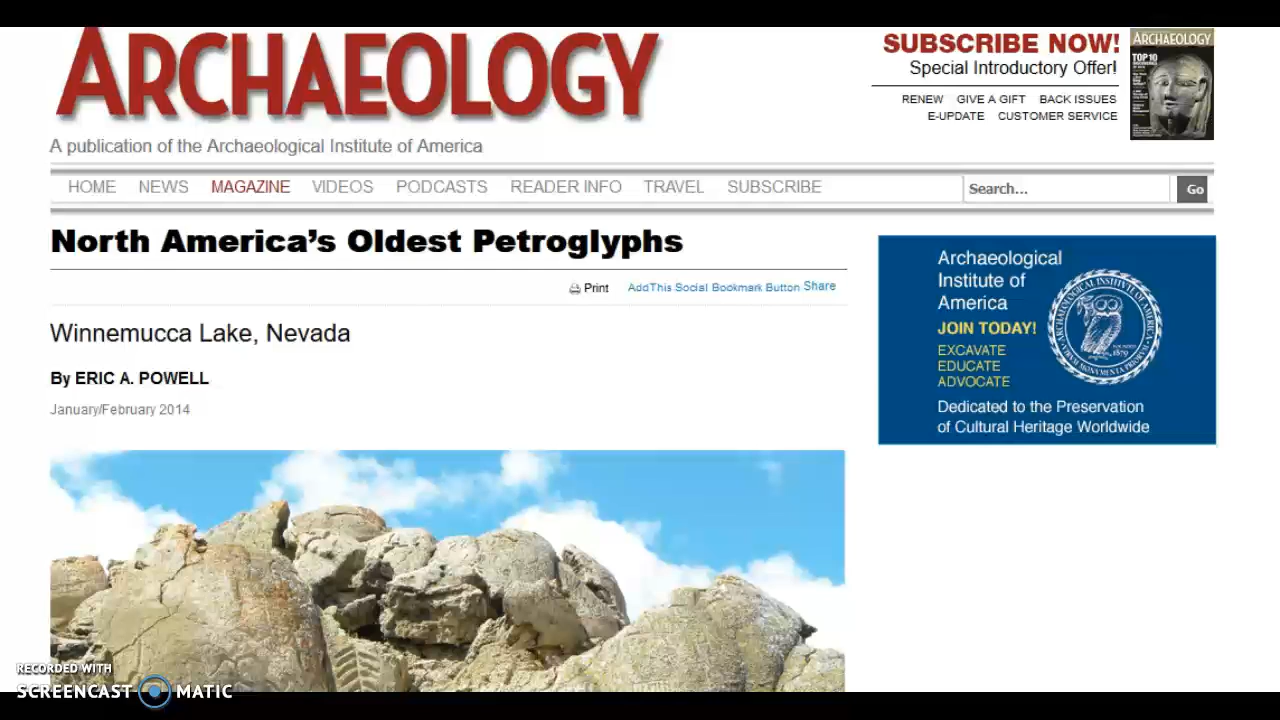 ARCHAEOLOGY
A publication of the Archaeological Institute of America
SUBSCRIBE NOW!
Special Introductory Offer!
RENEW GIVE A GIFT BACK ISSUES
E-UPDATE CUSTOMER SERVICE
ARCHAEOLOGY
TOP 10
HOME NEWS MAGAZINE VIDEOS PODCASTS READER INFO TRAVEL SUBSCRIBE
Search... Go
North America's Oldest Petroglyphs
Print AddThis Social Bookmark Button Share
Winnemucca Lake, Nevada
By ERIC A. POWELL
January/February 2014
Archaeological
Institute of
America
JOIN TODAY!
EXCAVATE
EDUCATE
ADVOCATE
Dedicated to the Preservation
of Cultural Heritage Worldwide
RECORDED WITH
SCREENCAST MATIC